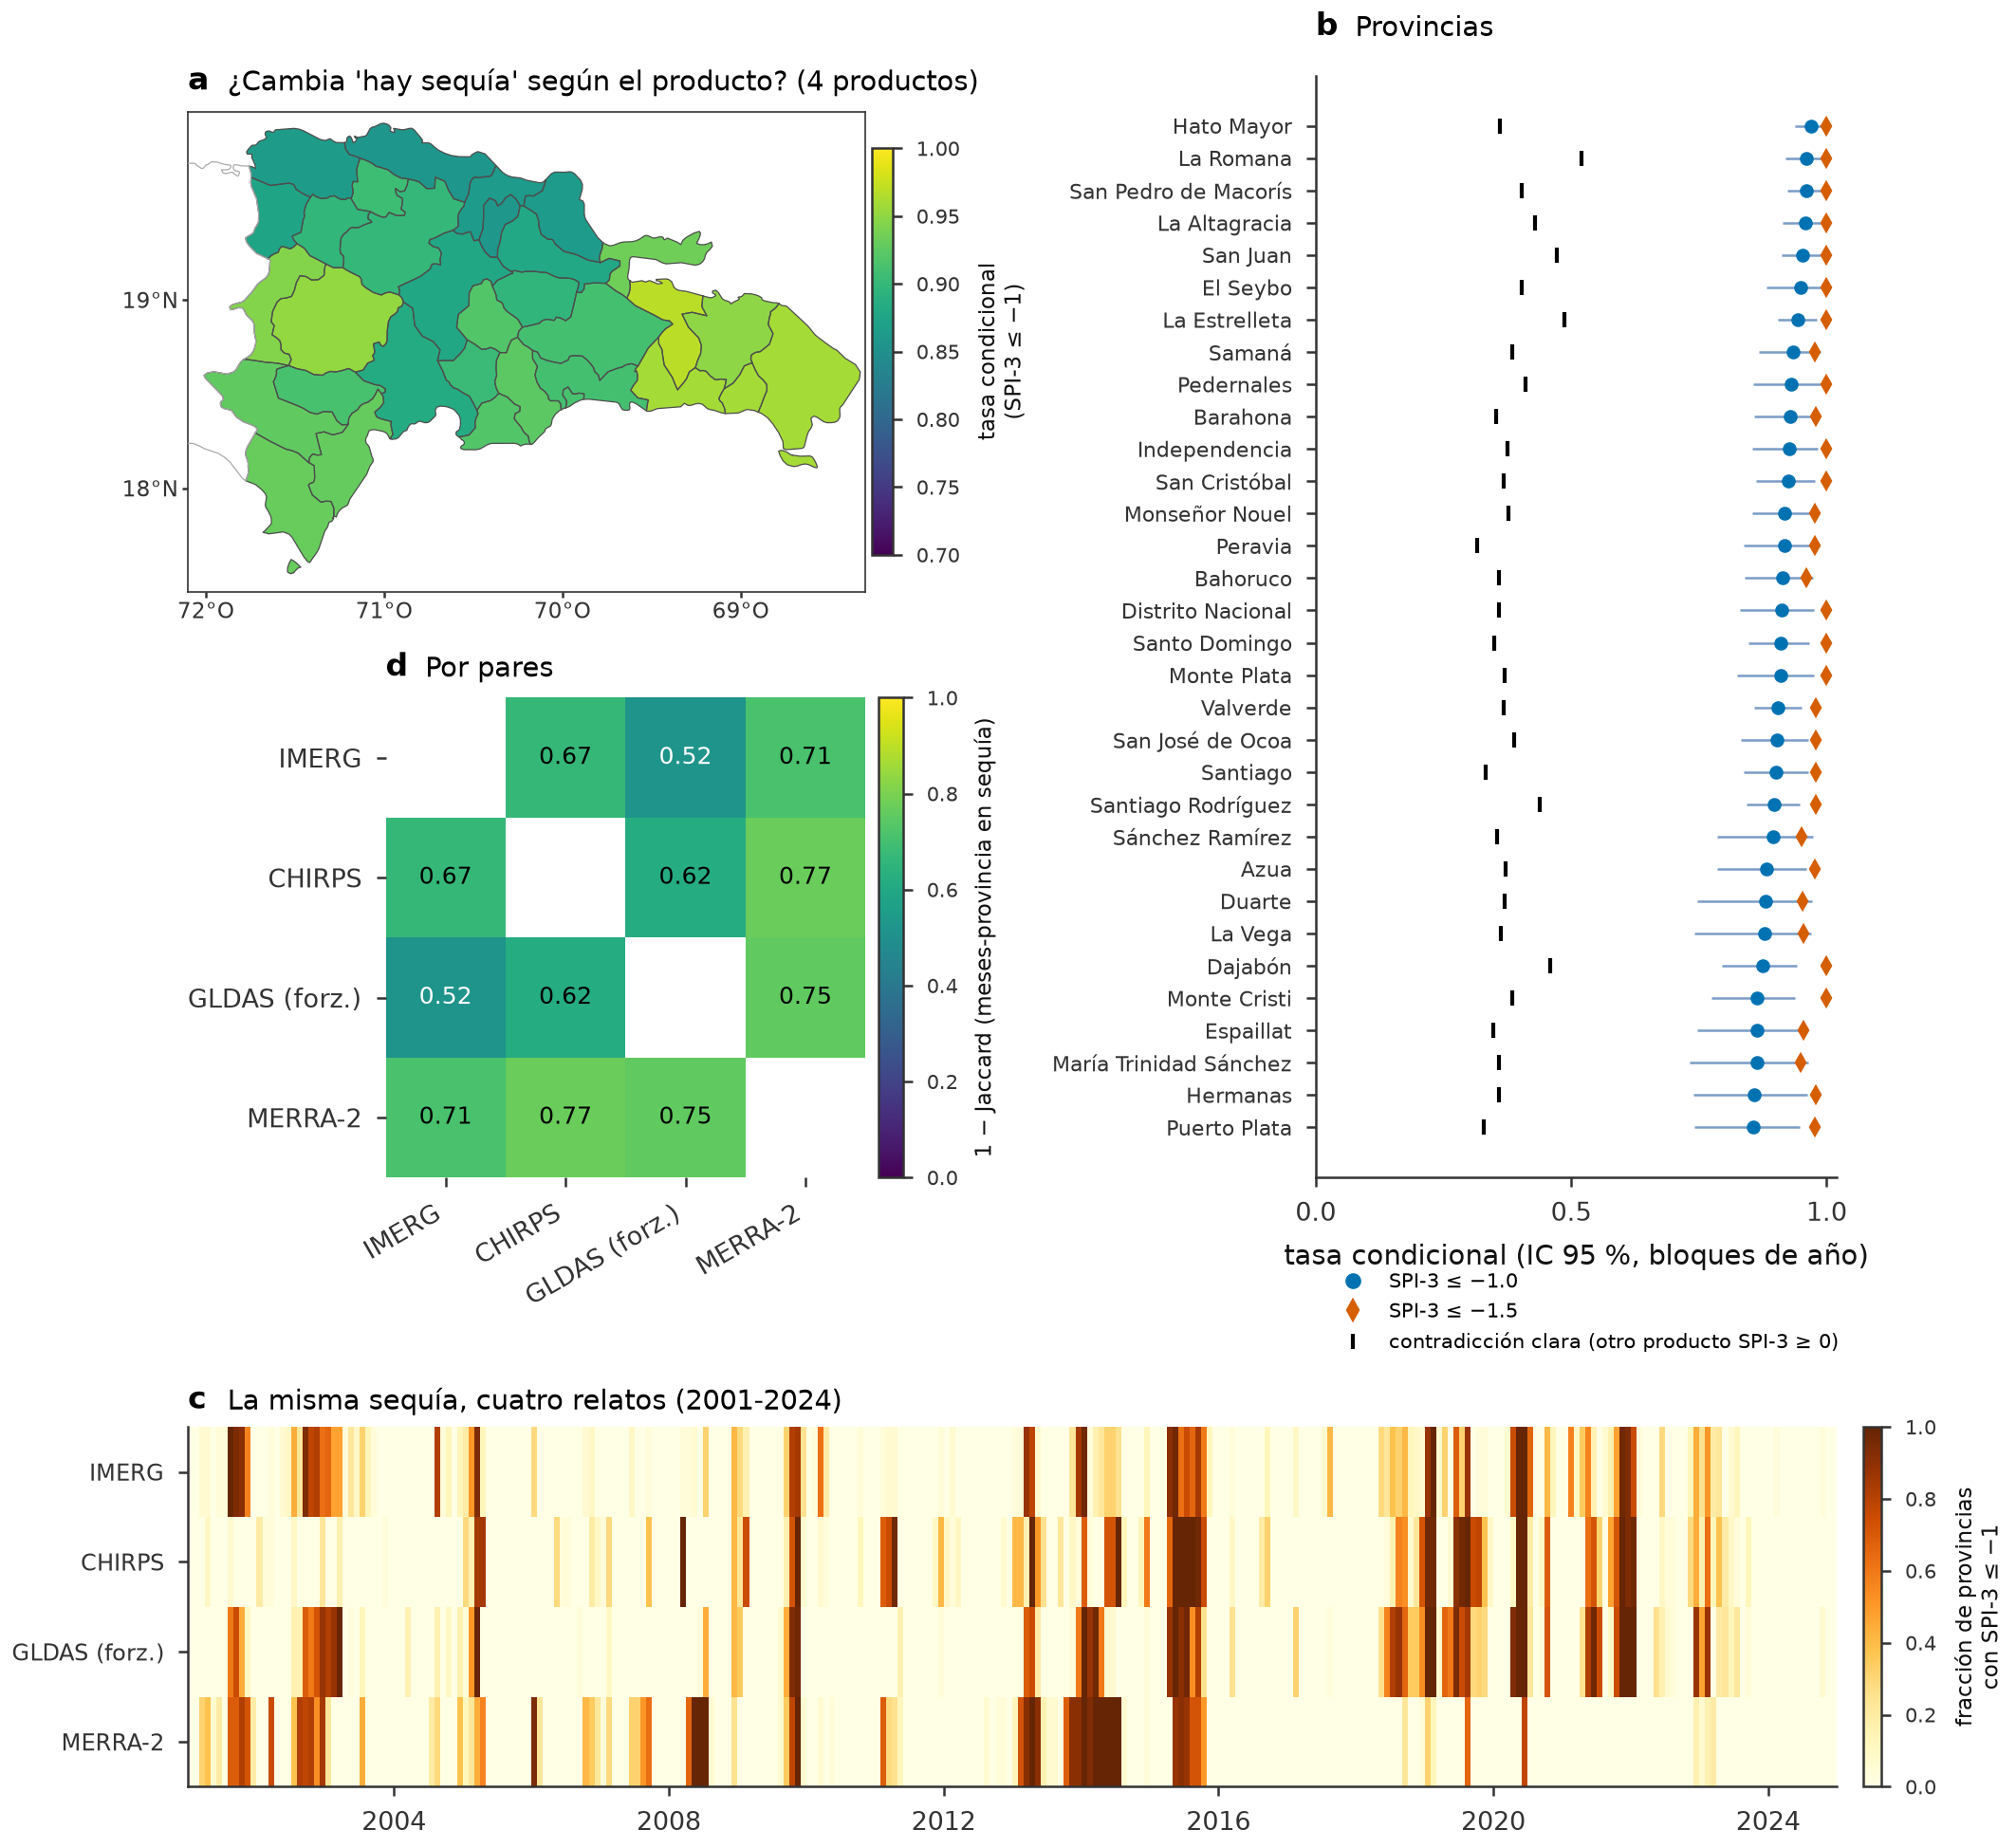 a ¿Cambia 'hay sequía' según el producto? (4 productos)
19°N
18°N
72°O
71°O
70°O
69°O
1.00
0.95
0.90
0.85
0.80
0.75
0.70
tasa condicional
(SPI-3 ≤ −1)
b Provincias
Hato Mayor
La Romana
San Pedro de Macorís
La Altagracia
San Juan
El Seybo
La Estrelleta
Samaná
Pedernales
Barahona
Independencia
San Cristóbal
Monseñor Nouel
Peravia
Bahoruco
Distrito Nacional
Santo Domingo
Monte Plata
Valverde
San José de Ocoa
Santiago
Santiago Rodríguez
Sánchez Ramírez
Azua
Duarte
La Vega
Dajabón
Monte Cristi
Espaillat
María Trinidad Sánchez
Hermanas
Puerto Plata
0.0
0.5
1.0
tasa condicional (IC 95 %, bloques de año)
SPI-3 ≤ −1.0
SPI-3 ≤ −1.5
contradicción clara (otro producto SPI-3 ≥ 0)
d Por pares
IMERG
0.67
0.52
0.71
CHIRPS
0.67
0.62
0.77
GLDAS (forz.)
0.52
0.62
0.75
MERRA-2
0.71
0.77
0.75
IMERG
CHIRPS
GLDAS (forz.)
MERRA-2
1.0
0.8
0.6
0.4
0.2
0.0
1 − Jaccard (meses-provincia en sequía)
c La misma sequía, cuatro relatos (2001-2024)
IMERG
CHIRPS
GLDAS (forz.)
MERRA-2
2004
2008
2012
2016
2020
2024
1.0
0.8
0.6
0.4
0.2
0.0
fracción de provincias
con SPI-3 ≤ −1